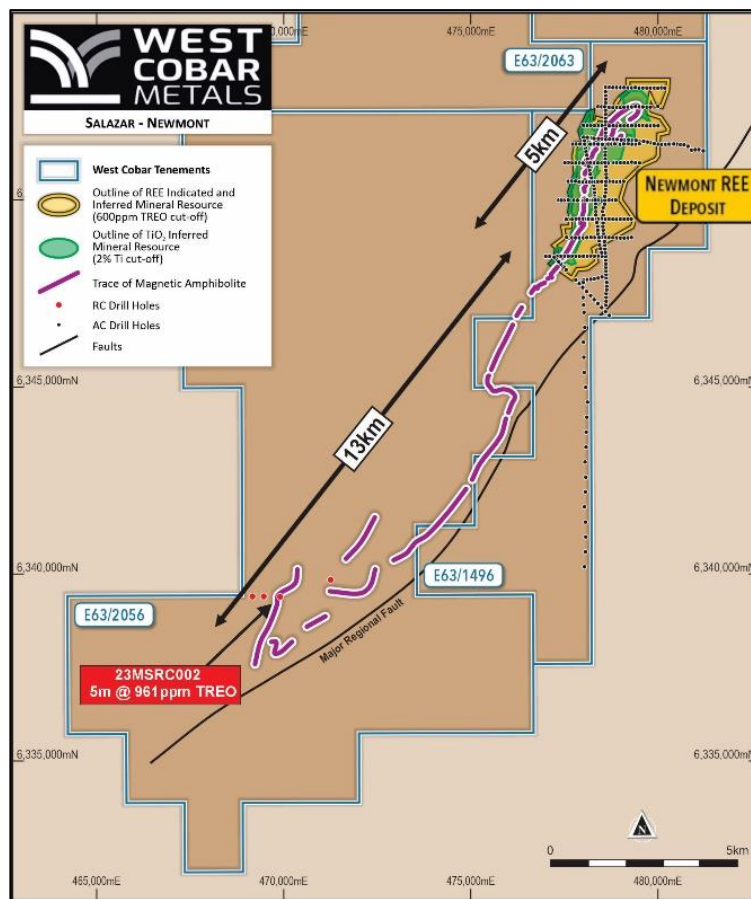 475,000mE
480,000mE
WEST
COBAR
METALS
SALAZAR - NEWMONT
E63/2063
West Cobar Tenements
Outline of REE Indicated and
Inferred Mineral Resource
(600ppm TREO cut-off)
Outline of TiO2 Inferred
Mineral Resource
(2% Ti cut-off)
Trace of Magnetic Amphibolite
RC Drill Holes
AC Drill Holes
Faults
5km
NEWMONT REE
DEPOSIT
6,345,000mN
6,345,000mN
13km
6,340,000mN
6,340,000mN
E63/2056
E63/1496
Major Regional Fault
23MSRC002
5m @ 961ppm TREO
6,335,000mN
6,335,000mN
N
0
5km
465,000mE
470,000mE
475,000mE
480,000mE